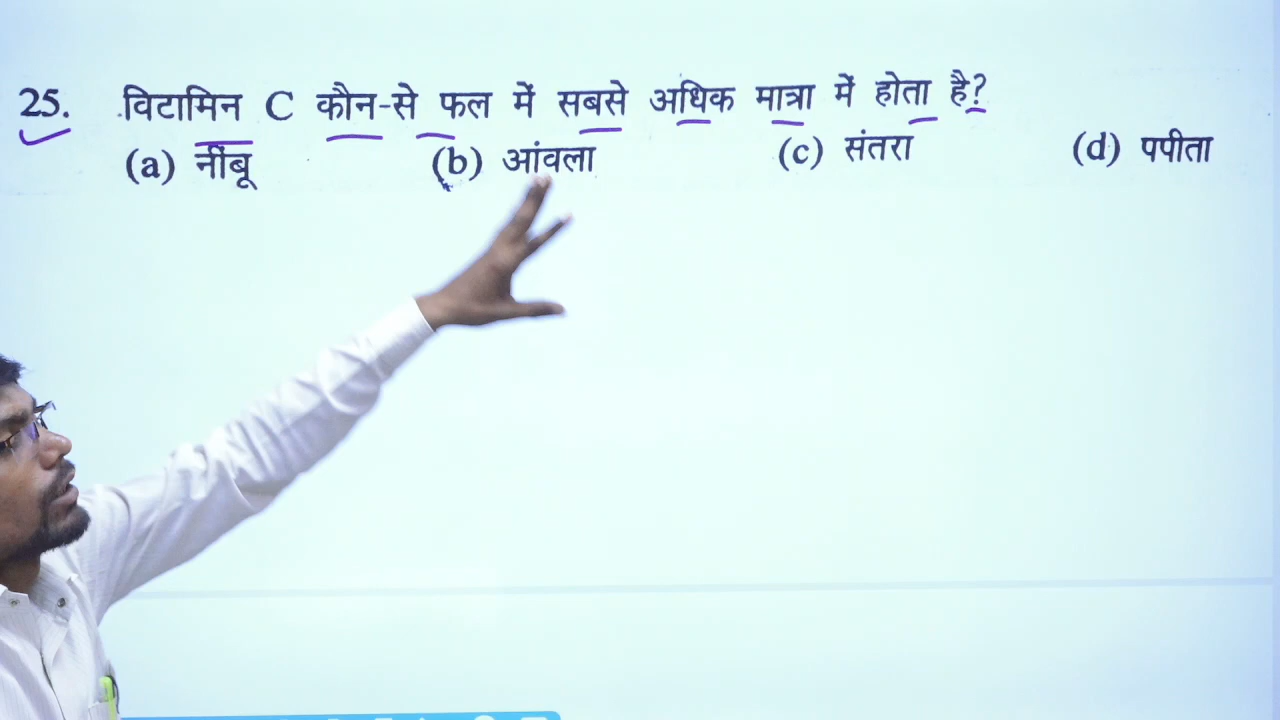 25. विटामिन C कौन-से फल में सबसे अधिक मात्रा में होता है?
(a) नींबू (b) आंवला (c) संतरा (d) पपीता